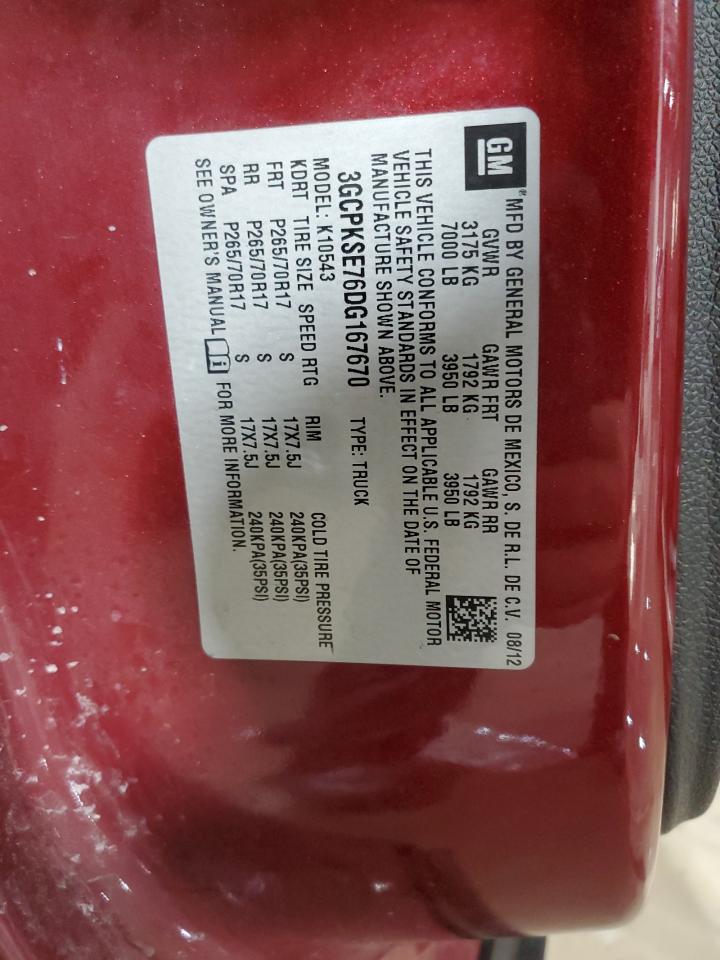 GM
® MFD BY GENERAL MOTORS DE MEXICO, S. DE R.L. DE C.V. 08/12
GVWR GAWR FRT GAWR RR
3175 KG 1792 KG 1792 KG
7000 LB 3950 LB 3950 LB
THIS VEHICLE CONFORMS TO ALL APPLICABLE U.S. FEDERAL MOTOR
VEHICLE SAFETY STANDARDS IN EFFECT ON THE DATE OF
MANUFACTURE SHOWN ABOVE.
3GCPKSE76DG167670 TYPE: TRUCK
MODEL: K10543
KDRT TIRE SIZE SPEED RTG RIM COLD TIRE PRESSURE
FRT P265/70R17 S 17X7.5J 240KPA(35PSI)
RR P265/70R17 S 17X7.5J 240KPA(35PSI)
SPA P265/70R17 S 17X7.5J 240KPA(35PSI)
SEE OWNER'S MANUAL i FOR MORE INFORMATION.